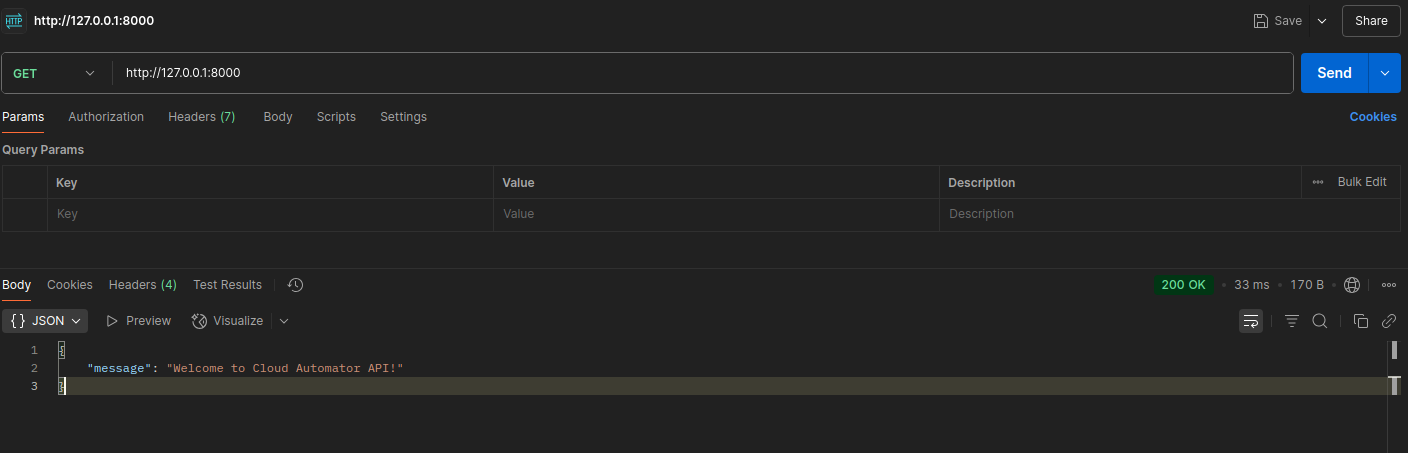 HTTP http://127.0.0.1:8000 Save Share
GET http://127.0.0.1:8000 Send
Params Authorization Headers (7) Body Scripts Settings Cookies
Query Params
Key Value Description Bulk Edit
Key Value Description
Body Cookies Headers (4) Test Results 200 OK • 33 ms • 170 B •
{} JSON Preview Visualize
1 {
2 "message": "Welcome to Cloud Automator API!"
3 }